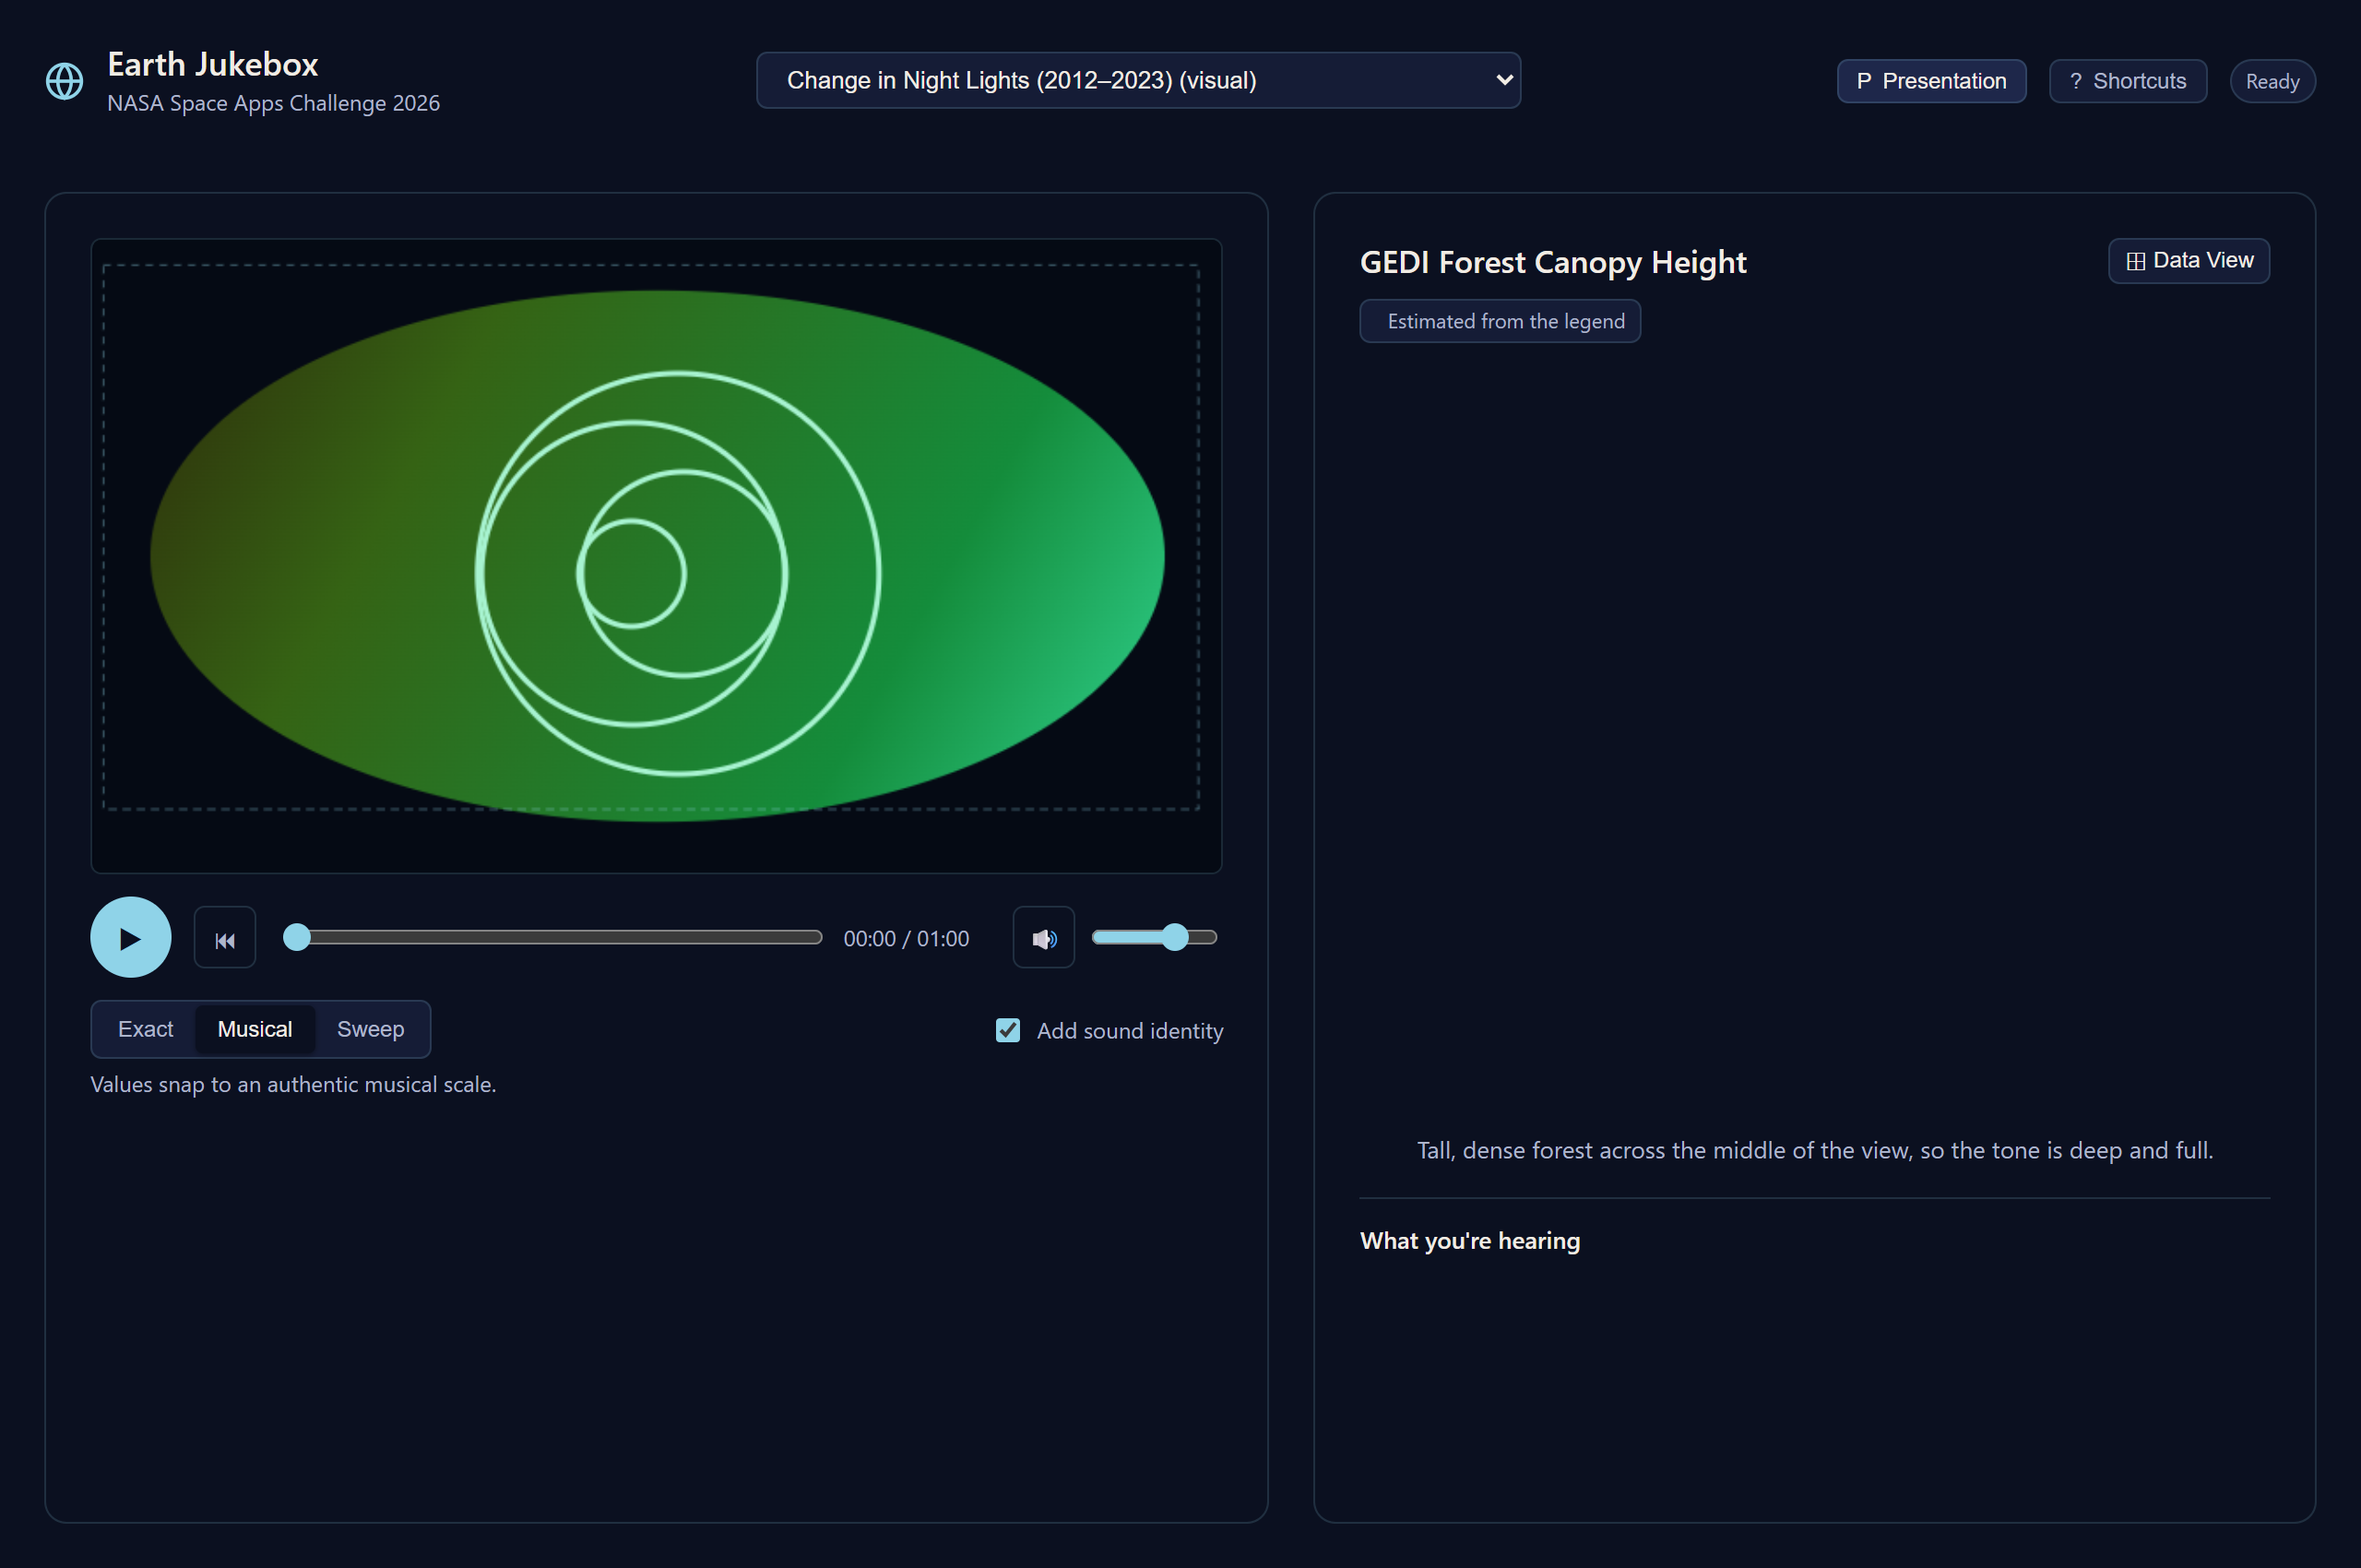 Earth Jukebox
NASA Space Apps Challenge 2026
Change in Night Lights (2012–2023) (visual)
P Presentation
? Shortcuts
Ready
GEDI Forest Canopy Height
Data View
Estimated from the legend
00:00 / 01:00
Exact Musical Sweep
Add sound identity
Values snap to an authentic musical scale.
Tall, dense forest across the middle of the view, so the tone is deep and full.
What you're hearing